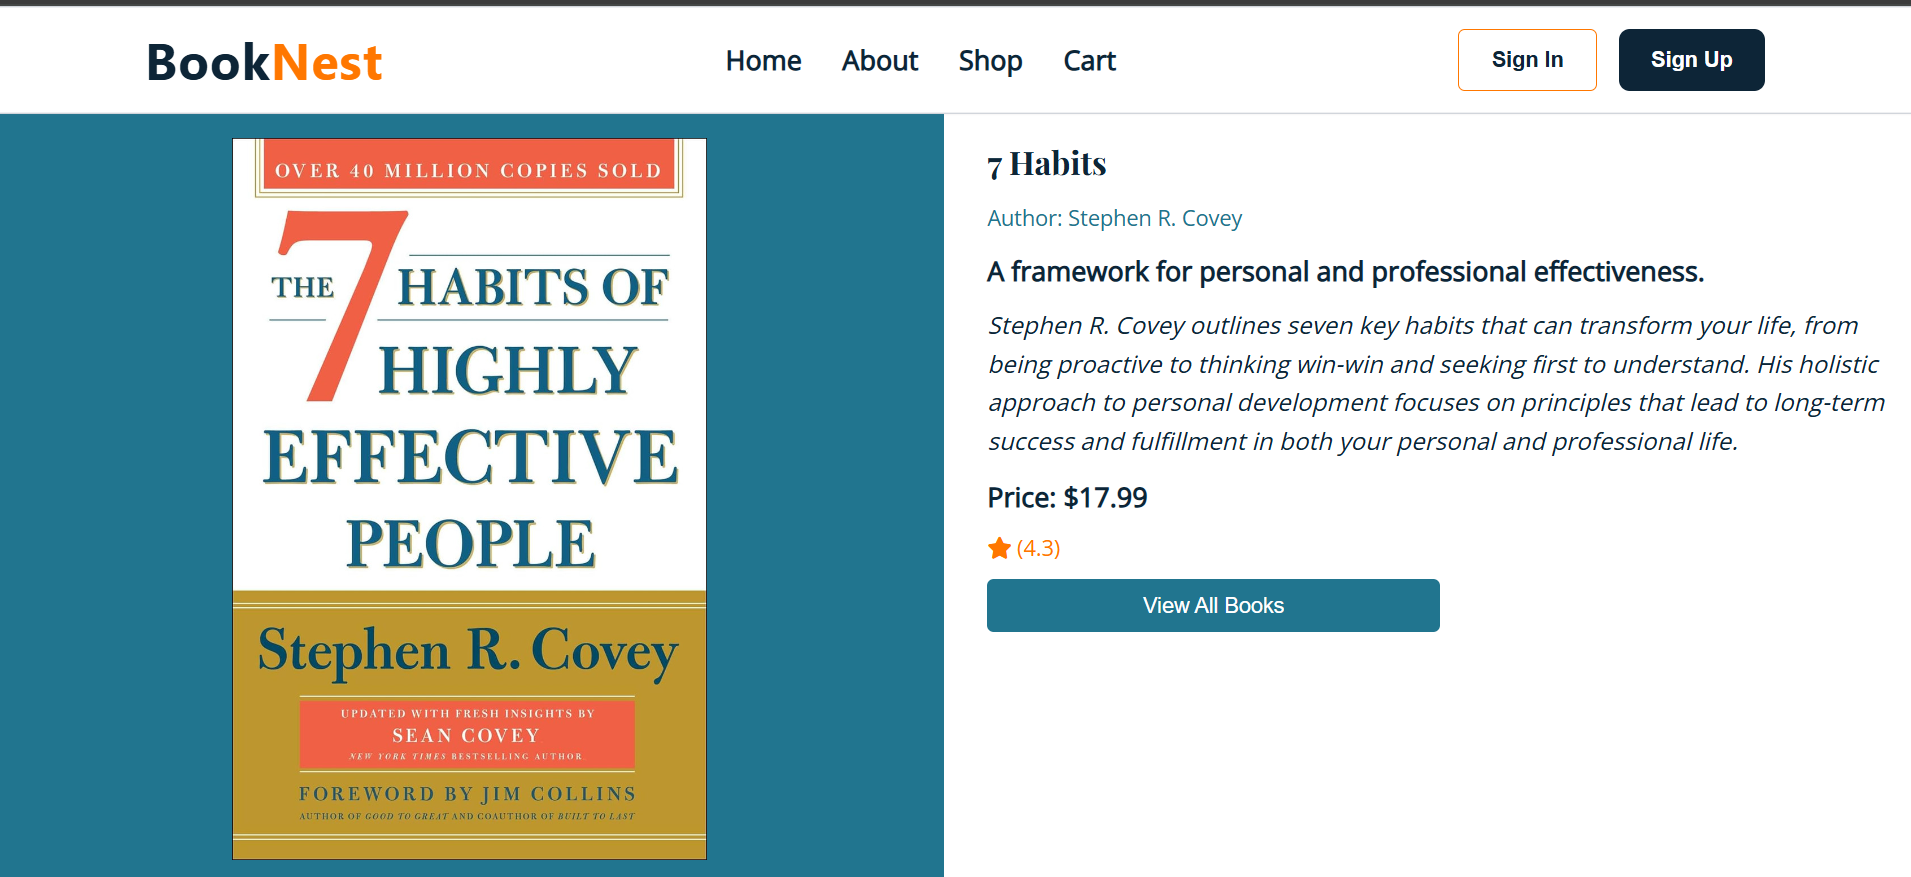 BookNest
Home About Shop Cart
Sign In Sign Up
OVER 40 MILLION COPIES SOLD
THE 7 HABITS OF
HIGHLY
EFFECTIVE
PEOPLE
Stephen R. Covey
UPDATED WITH FRESH INSIGHTS BY
SEAN COVEY
NEW YORK TIMES BESTSELLING AUTHOR
FOREWORD BY JIM COLLINS
AUTHOR OF GOOD TO GREAT AND COAUTHOR OF BUILT TO LAST
7 Habits
Author: Stephen R. Covey
A framework for personal and professional effectiveness.
Stephen R. Covey outlines seven key habits that can transform your life, from
being proactive to thinking win-win and seeking first to understand. His holistic
approach to personal development focuses on principles that lead to long-term
success and fulfillment in both your personal and professional life.
Price: $17.99
(4.3)
View All Books